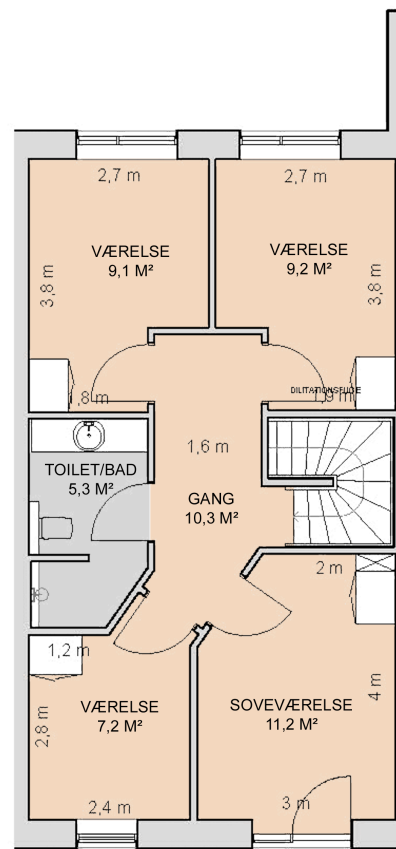 2,7 m
2,7 m
VÆRELSE
9,1 M²
VÆRELSE
9,2 M²
3,8 m
3,8 m
,8 m
DILITATIONSFUGE
1,9 m
1,6 m
TOILET/BAD
5,3 M²
GANG
10,3 M²
2 m
1,2 m
VÆRELSE
7,2 M²
SOVEVÆRELSE
11,2 M²
2,8 m
4 m
2,4 m
3 m